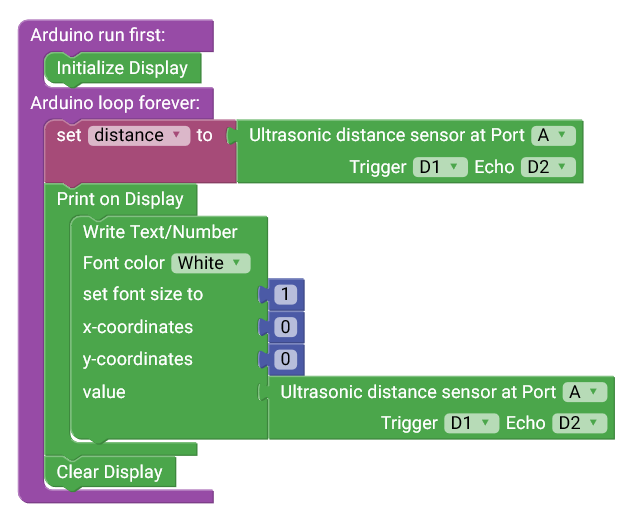 Arduino run first:
Initialize Display
Arduino loop forever:
set distance to Ultrasonic distance sensor at Port A
Trigger D1 Echo D2
Print on Display
Write Text/Number
Font color White
set font size to 1
x-coordinates 0
y-coordinates 0
value Ultrasonic distance sensor at Port A
Trigger D1 Echo D2
Clear Display